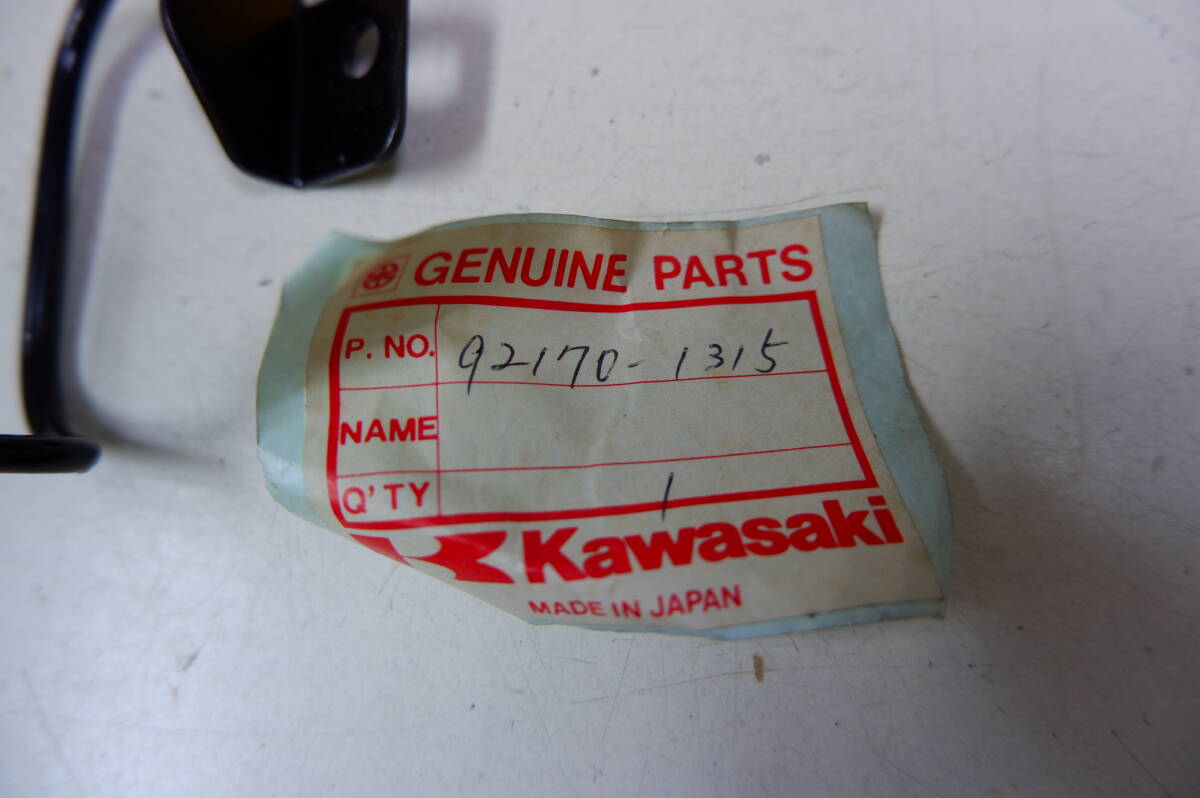 GENUINE PARTS
P. NO. 92170-1315
NAME
Q'TY 1
Kawasaki
MADE IN JAPAN